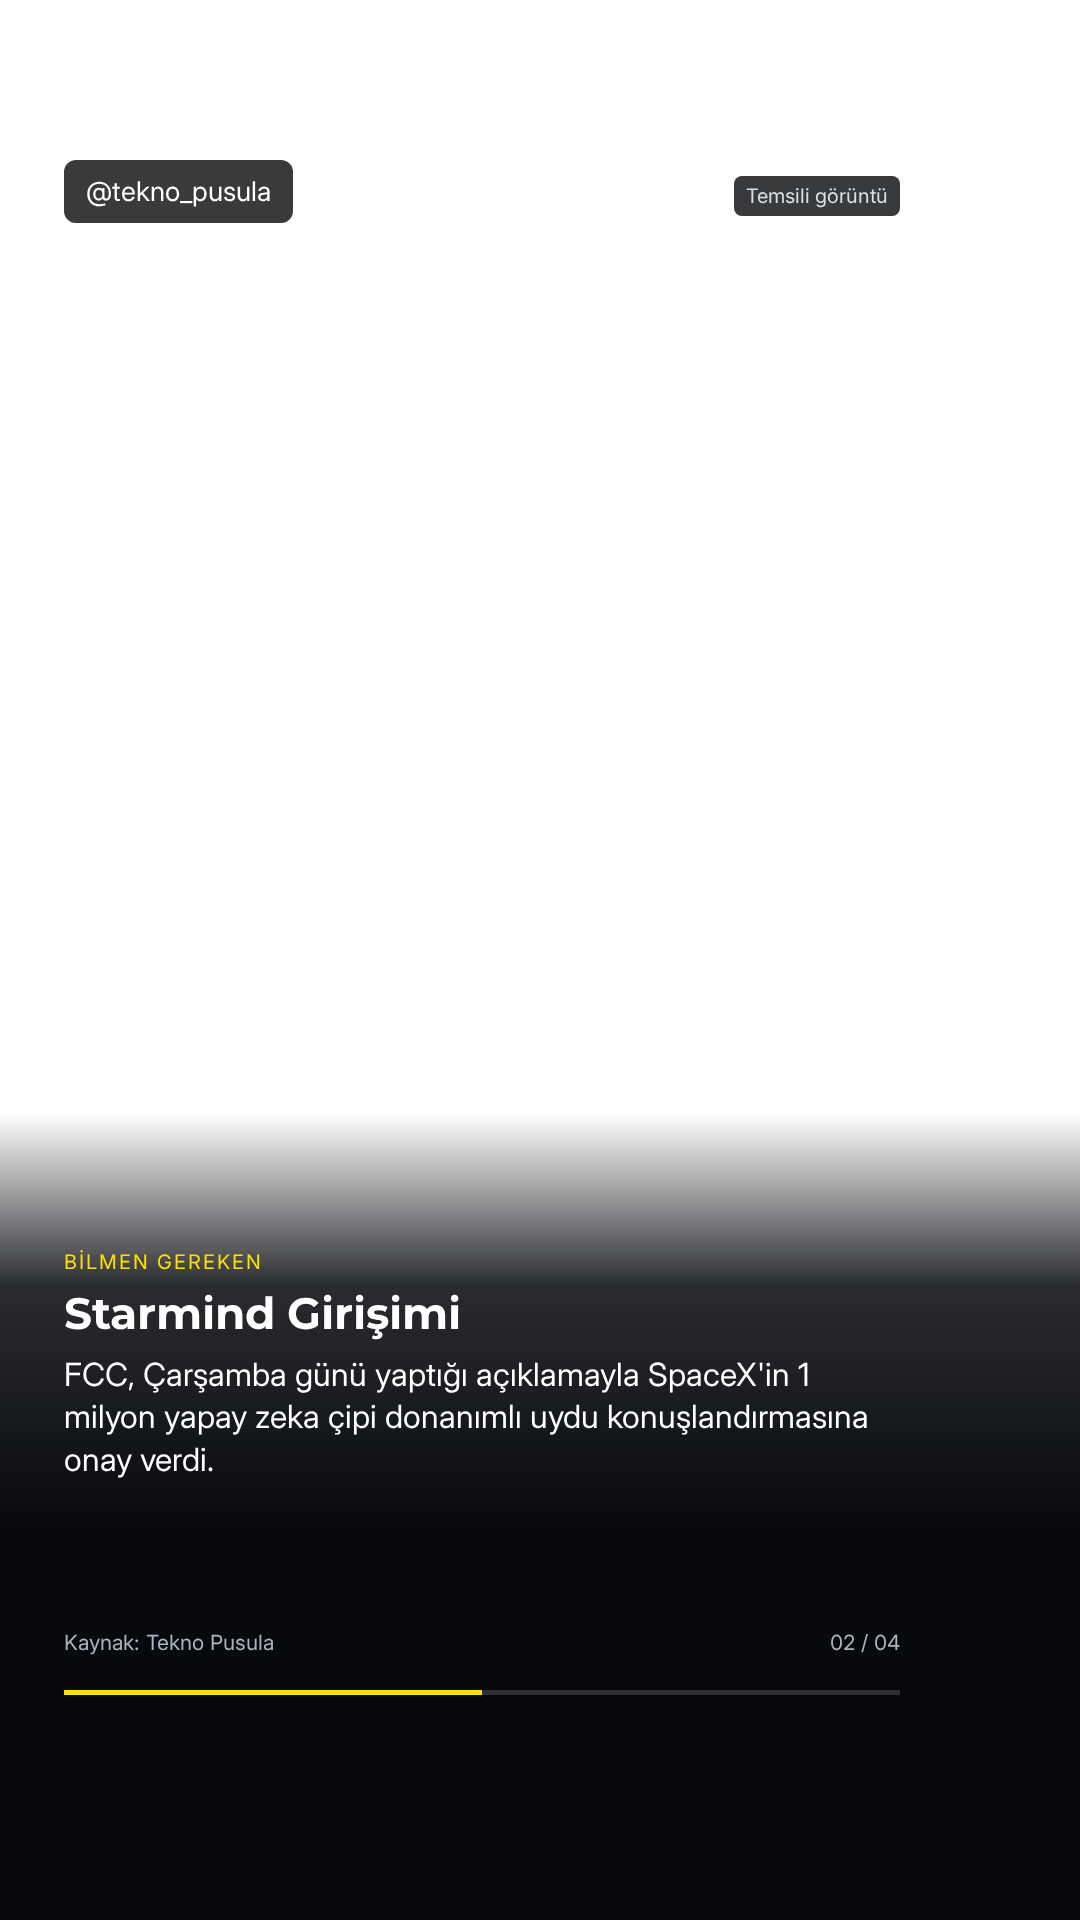 @tekno_pusula
Temsili görüntü
BİLMEN GEREKEN
Starmind Girişimi
FCC, Çarşamba günü yaptığı açıklamayla SpaceX'in 1
milyon yapay zeka çipi donanımlı uydu konuşlandırmasına
onay verdi.
Kaynak: Tekno Pusula
02 / 04